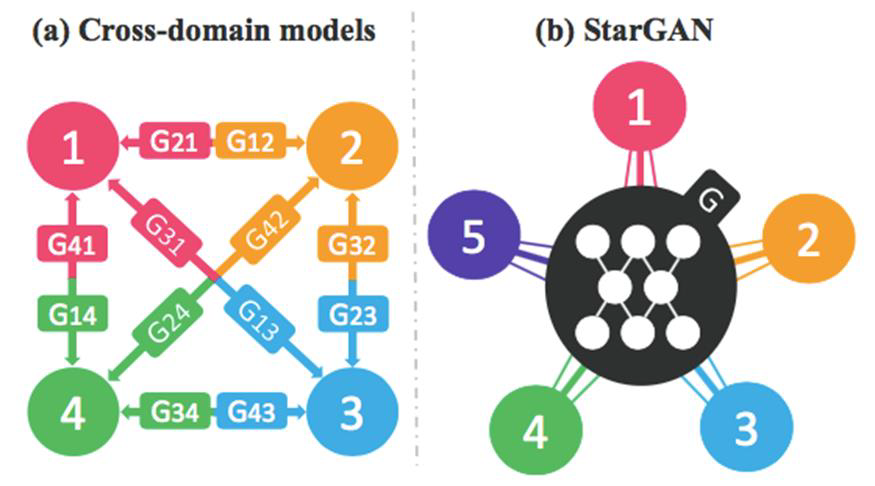 (a) Cross-domain models
1
G21 G12
2
G41
G31
G42
G32
G14
G24
G13
G23
4
G34 G43
3
(b) StarGAN
1
G
5
2
4
3